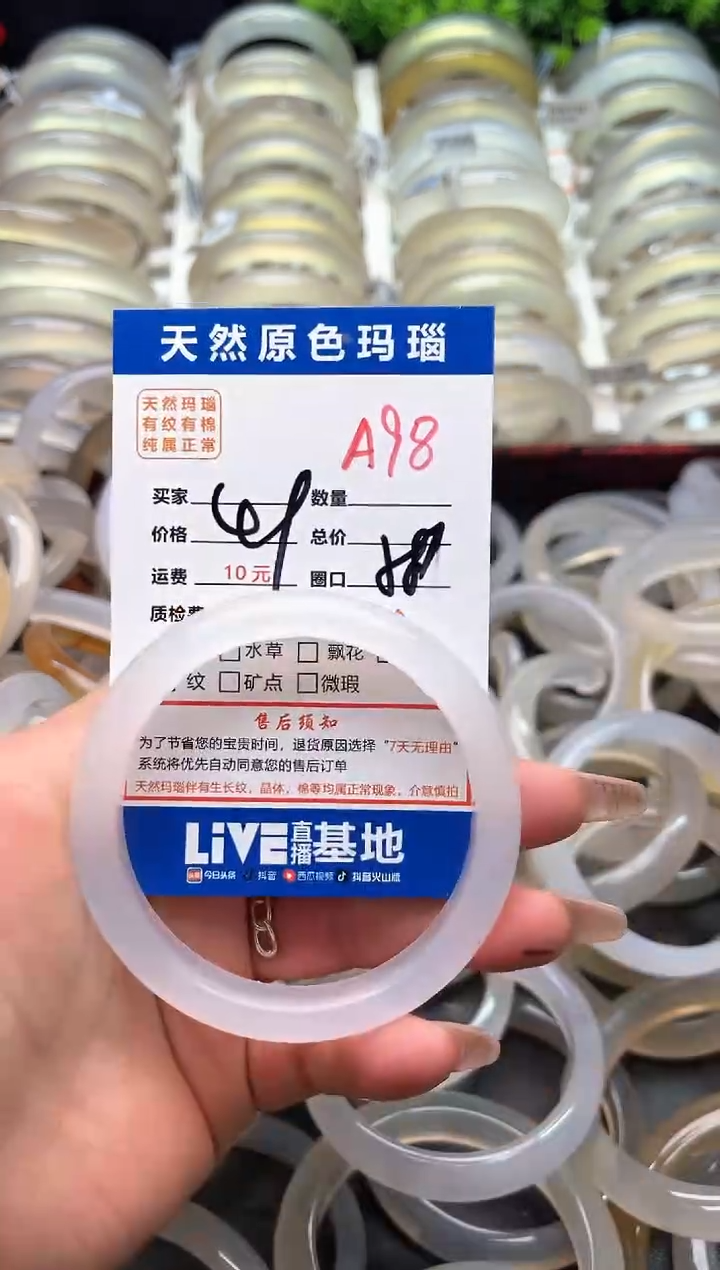 天然原色玛瑙
天然玛瑙
有纹有棉
纯属正常
A98
买家 数量
价格 总价
运费 10元 圈口
质检费
水草 飘花
纹 矿点 微瑕
售后须知
为了节省您的宝贵时间，退货原因选择“7天无理由”
系统将优先自动同意您的售后订单
天然玛瑙伴有生长纹，晶体，棉等均属正常现象，介意慎拍
LiVE直播基地
今日头条 抖音 西瓜视频 抖音火山版